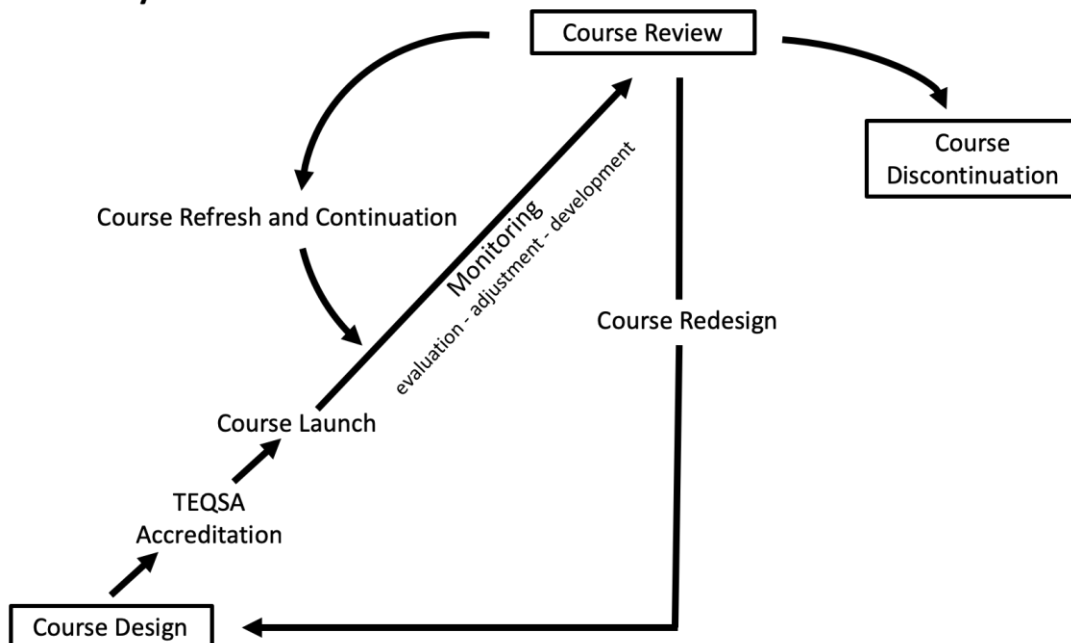 Course Review
Course
Discontinuation
Course Refresh and Continuation
Monitoring
evaluation - adjustment - development
Course Redesign
Course Launch
TEQSA
Accreditation
Course Design